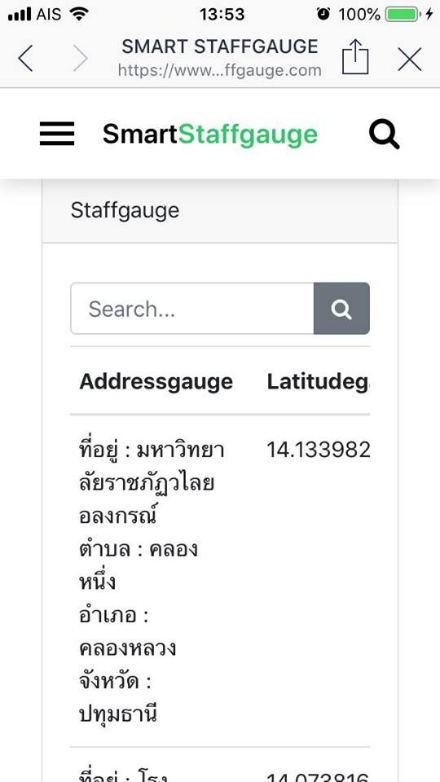 AIS 13:53 100%
SMART STAFFGAUGE
https://www...ffgauge.com
SmartStaffgauge
Staffgauge
Search...
Addressgauge Latitudeg
ที่อยู่ : มหาวิทยา 14.133982
ลัยราชภัฏวไลย
อลงกรณ์
ตำบล : คลอง
หนึ่ง
อำเภอ :
คลองหลวง
จังหวัด :
ปทุมธานี
ที่อยู่ : โรง 14.073816